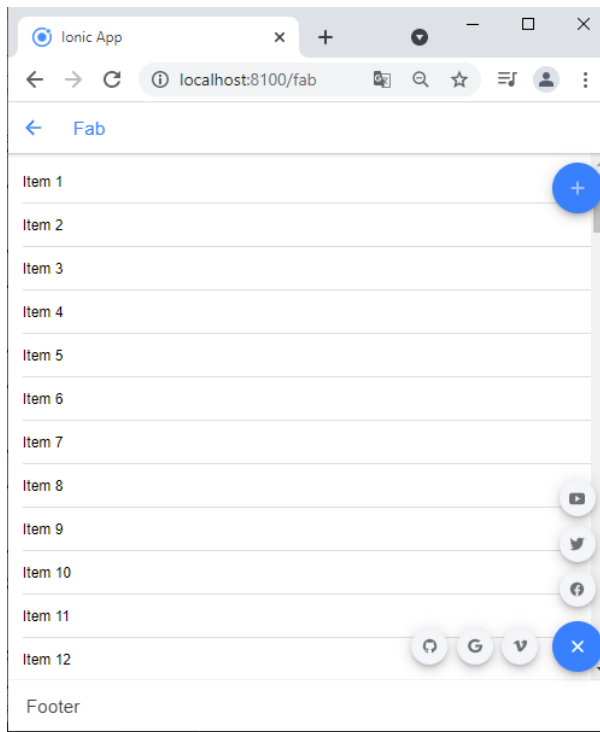 Ionic App
localhost:8100/fab
Fab
Item 1
Item 2
Item 3
Item 4
Item 5
Item 6
Item 7
Item 8
Item 9
Item 10
Item 11
Item 12
Footer